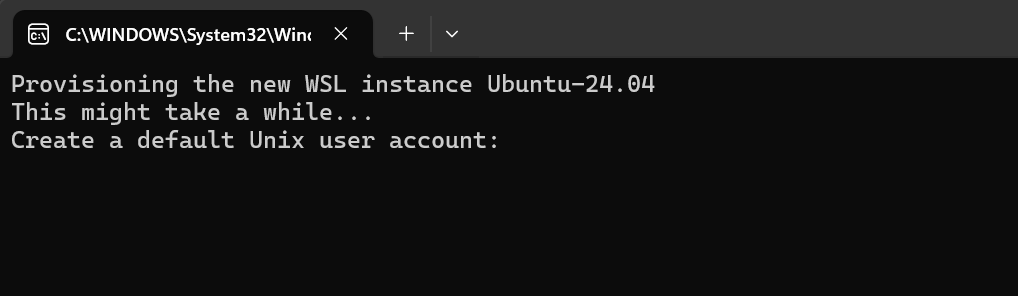 C:\WINDOWS\System32\Wind
Provisioning the new WSL instance Ubuntu-24.04
This might take a while...
Create a default Unix user account: